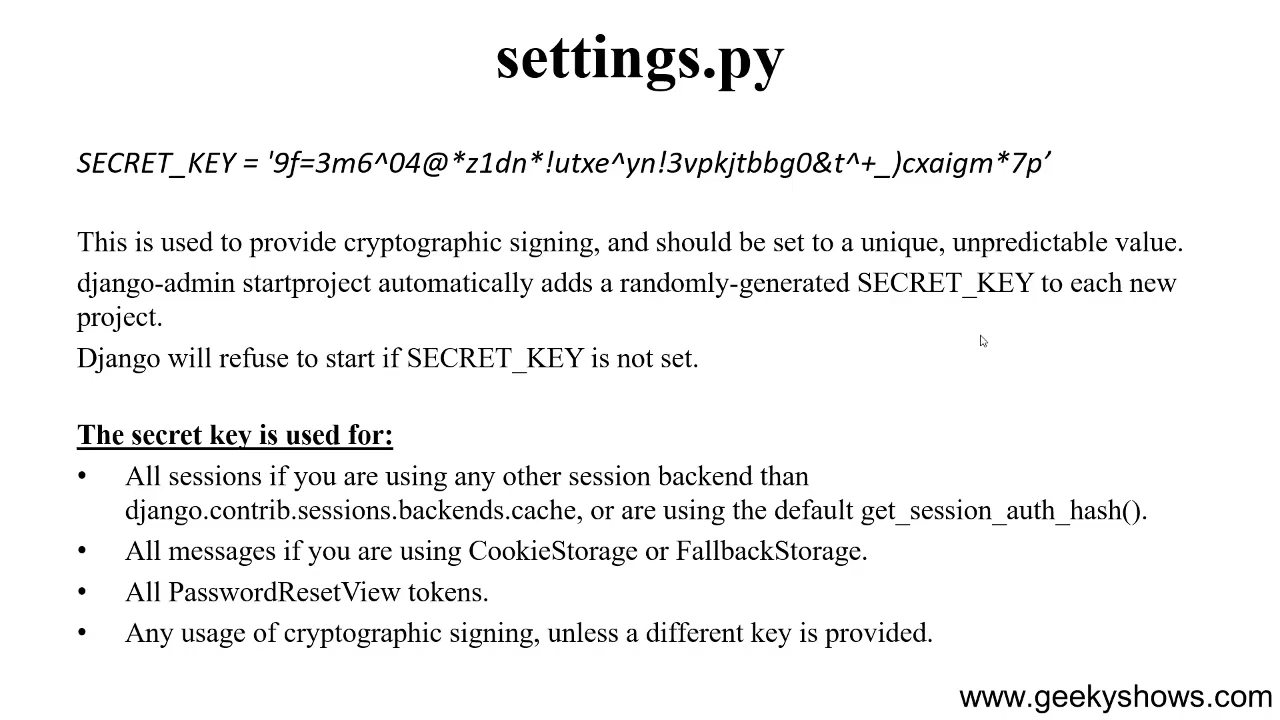 settings.py
SECRET_KEY = '9f=3m6^04@*z1dn*!utxe^yn!3vpkjtbbg0&t^+_)cxaigm*7p’
This is used to provide cryptographic signing, and should be set to a unique, unpredictable value.
django-admin startproject automatically adds a randomly-generated SECRET_KEY to each new
project.
Django will refuse to start if SECRET_KEY is not set.
The secret key is used for:
• All sessions if you are using any other session backend than
django.contrib.sessions.backends.cache, or are using the default get_session_auth_hash().
• All messages if you are using CookieStorage or FallbackStorage.
• All PasswordResetView tokens.
• Any usage of cryptographic signing, unless a different key is provided.
www.geekyshows.com